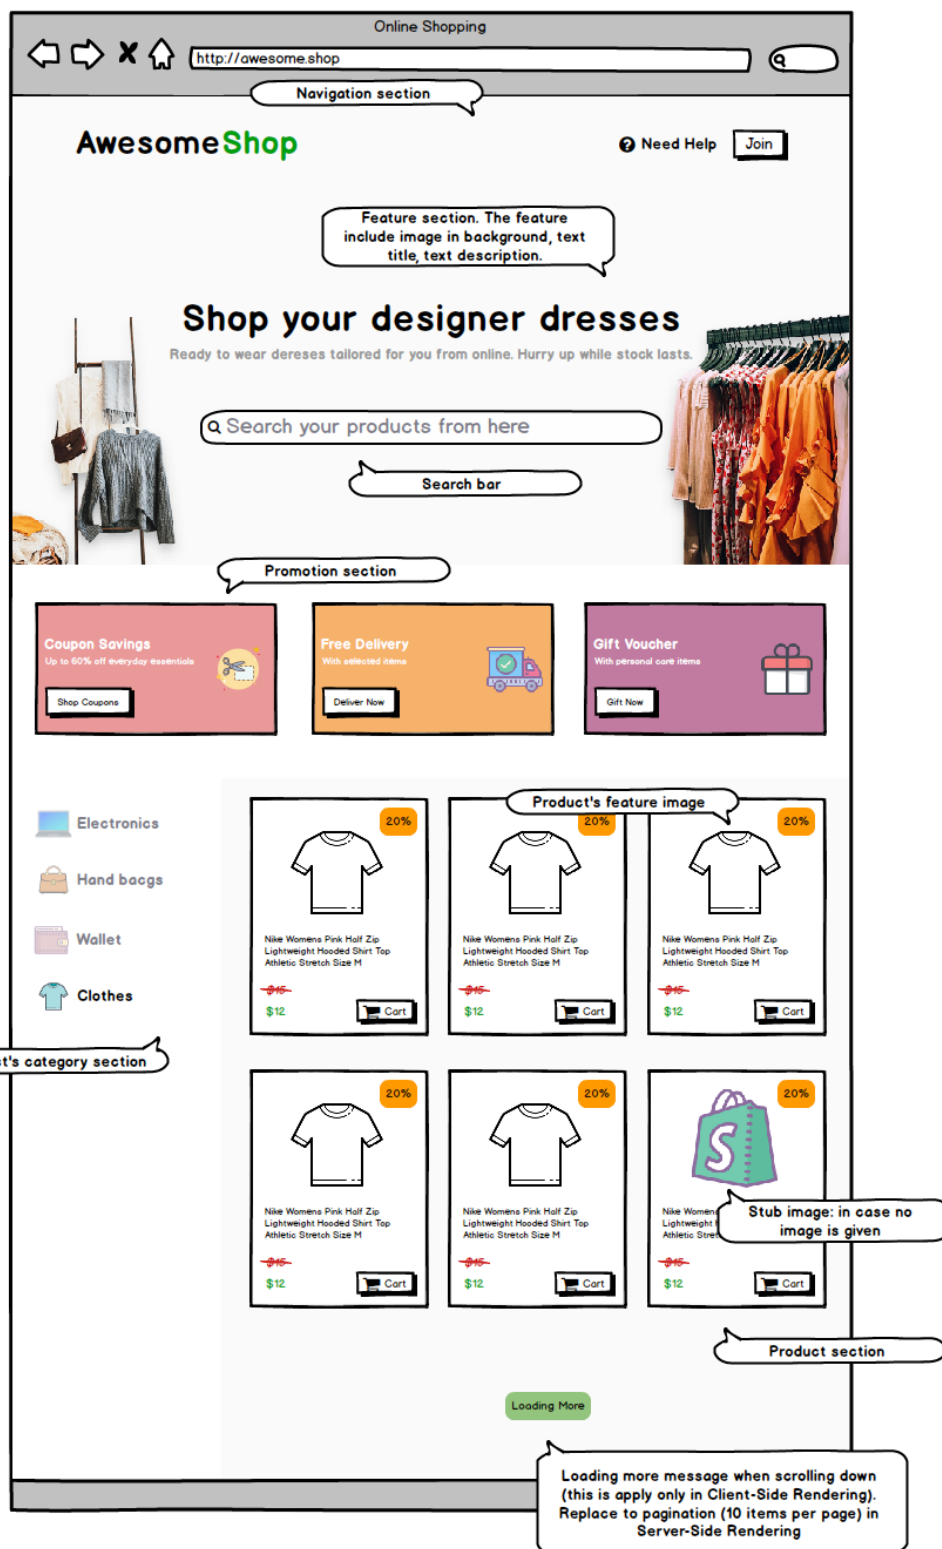 Online Shopping
http://awesome.shop
Navigation section
AwesomeShop
Need Help
Join
Feature section. The feature
include image in background, text
title, text description.
Shop your designer dresses
Ready to wear dereses tailored for you from online. Hurry up while stock lasts.
Search your products from here
Search bar
Promotion section
Coupon Savings
Up to 60% off everyday essentials
Shop Coupons
Free Delivery
With selected items
Deliver Now
Gift Voucher
With personal care items
Gift Now
Electronics
Hand bacgs
Wallet
Clothes
t's category section
Product's feature image
20%
Nike Womens Pink Half Zip
Lightweight Hooded Shirt Top
Athletic Stretch Size M
$15
$12
Cart
20%
Nike Womens Pink Half Zip
Lightweight Hooded Shirt Top
Athletic Stretch Size M
$15
$12
Cart
20%
Nike Womens Pink Half Zip
Lightweight Hooded Shirt Top
Athletic Stretch Size M
$15
$12
Cart
20%
Nike Womens Pink Half Zip
Lightweight Hooded Shirt Top
Athletic Stretch Size M
$15
$12
Cart
20%
Nike Womens Pink Half Zip
Lightweight Hooded Shirt Top
Athletic Stretch Size M
$15
$12
Cart
20%
S
Nike Women
Lightweight
Athletic Stret
$15
$12
Cart
Stub image: in case no
image is given
Product section
Loading More
Loading more message when scrolling down
(this is apply only in Client-Side Rendering).
Replace to pagination (10 items per page) in
Server-Side Rendering